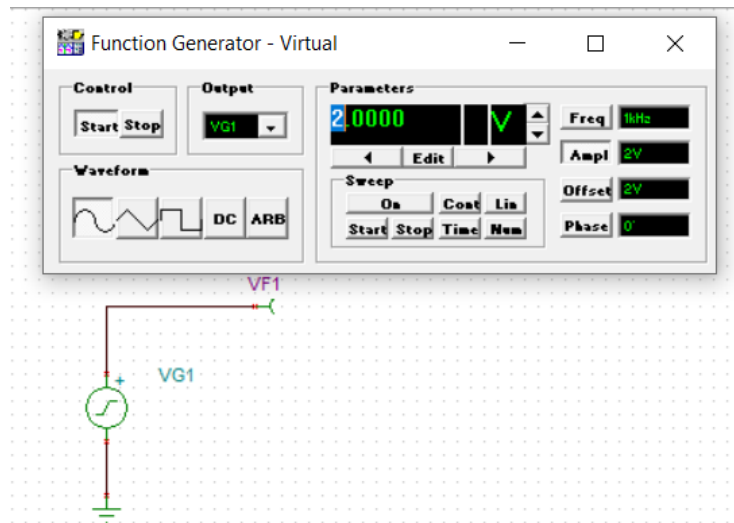 Function Generator - Virtual
Control
Start Stop
Output
VG1
Waveform
DC ARB
Parameters
2.0000 V
Edit
Sweep
On Cont Lin
Start Stop Time Num
Freq 1kHz
Ampl 2V
Offset 2V
Phase 0°
VF1
+
VG1